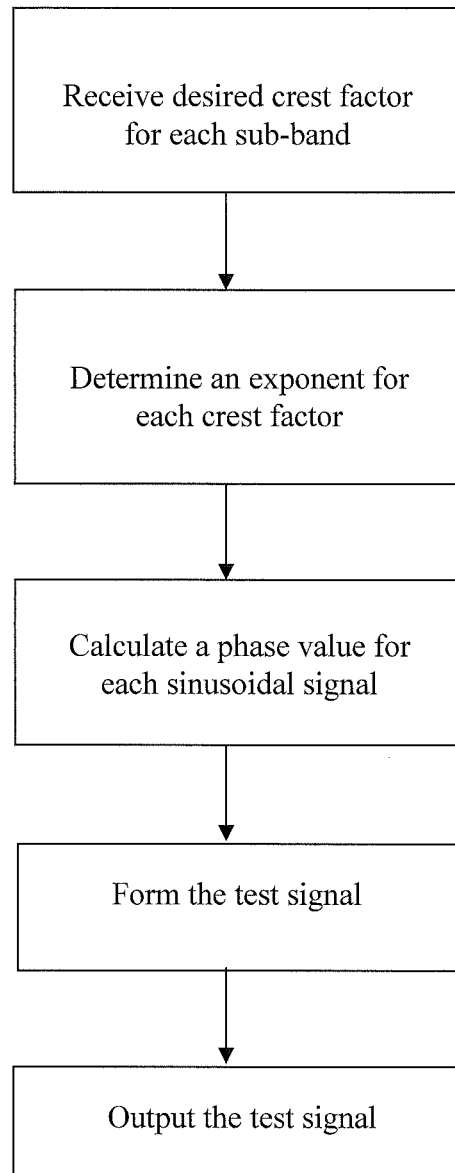 Receive desired crest factor
for each sub-band
Determine an exponent for
each crest factor
Calculate a phase value for
each sinusoidal signal
Form the test signal
Output the test signal